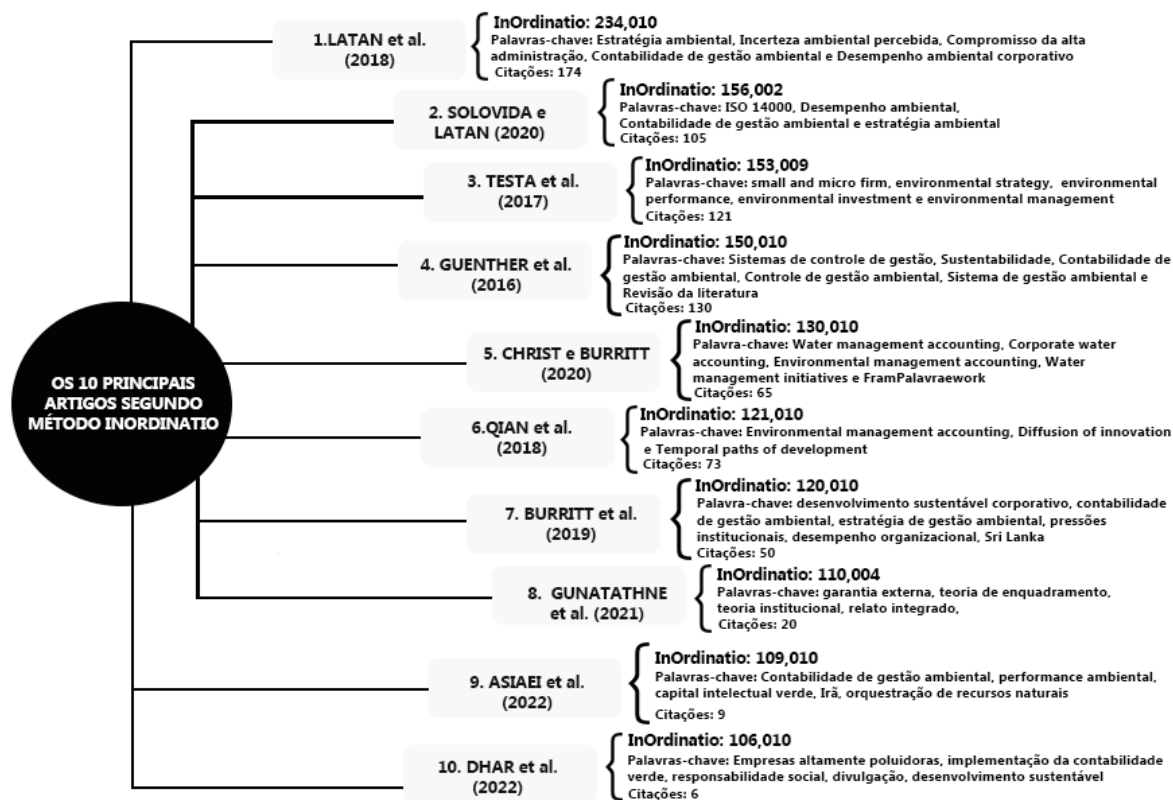 OS 10 PRINCIPAIS
ARTIGOS SEGUNDO
MÉTODO INORDINATIO
1.LATAN et al.
(2018)
InOrdinatio: 234,010
Palavras-chave: Estratégia ambiental, Incerteza ambiental percebida, Compromisso da alta
administração, Contabilidade de gestão ambiental e Desempenho ambiental corporativo
Citações: 174
2. SOLOVIDA e
LATAN (2020)
InOrdinatio: 156,002
Palavras-chave: ISO 14000, Desempenho ambiental,
Contabilidade de gestão ambiental e estratégia ambiental
Citações: 105
3. TESTA et al.
(2017)
InOrdinatio: 153,009
Palavras-chave: small and micro firm, environmental strategy, environmental
performance, environmental investment e environmental management
Citações: 121
4. GUENTHER et al.
(2016)
InOrdinatio: 150,010
Palavras-chave: Sistemas de controle de gestão, Sustentabilidade, Contabilidade de
gestão ambiental, Controle de gestão ambiental, Sistema de gestão ambiental e
Revisão da literatura
Citações: 130
5. CHRIST e BURRITT
(2020)
InOrdinatio: 130,010
Palavra-chave: Water management accounting, Corporate water
accounting, Environmental management accounting, Water
management initiatives e FramPalavraework
Citações: 65
6.QIAN et al.
(2018)
InOrdinatio: 121,010
Palavras-chave: Environmental management accounting, Diffusion of innovation
e Temporal paths of development
Citações: 73
7. BURRITT et al.
(2019)
InOrdinatio: 120,010
Palavra-chave: desenvolvimento sustentável corporativo, contabilidade
de gestão ambiental, estratégia de gestão ambiental, pressões
institucionais, desempenho organizacional, Sri Lanka
Citações: 50
8. GUNATATHNE
et al. (2021)
InOrdinatio: 110,004
Palavras-chave: garantia externa, teoria de enquadramento,
teoria institucional, relato integrado,
Citações: 20
9. ASIAEI et al.
(2022)
InOrdinatio: 109,010
Palavras-chave: Contabilidade de gestão ambiental, performance ambiental,
capital intelectual verde, Irã, orquestração de recursos naturais
Citações: 9
10. DHAR et al.
(2022)
InOrdinatio: 106,010
Palavras-chave: Empresas altamente poluidoras, implementação da contabilidade
verde, responsabilidade social, divulgação, desenvolvimento sustentável
Citações: 6